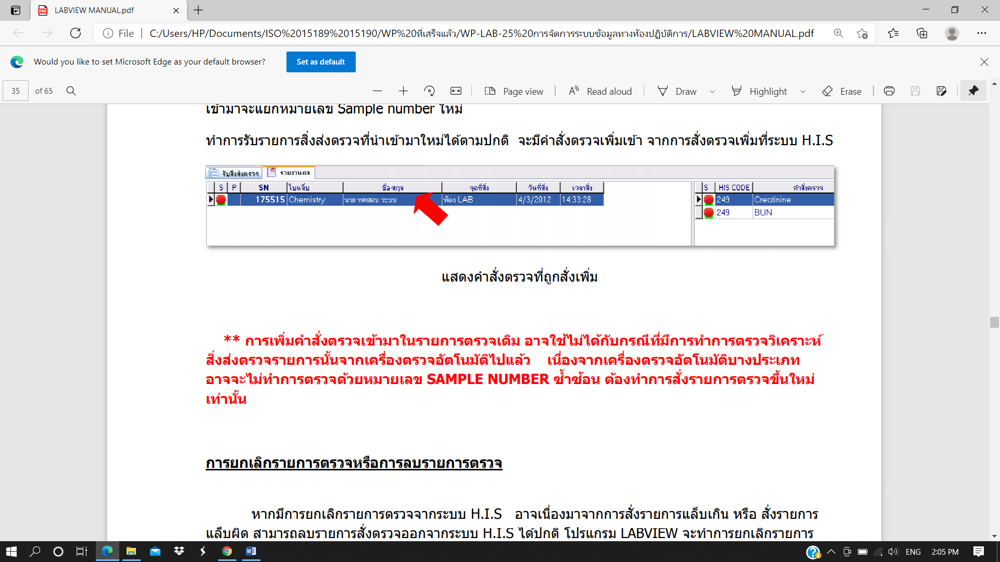 LABVIEW MANUAL.pdf
File
C:/Users/HP/Documents/ISO%2015189%2015190/WP%20ที่เสร็จแล้ว/WP-LAB-25%20การจัดการระบบข้อมูลทางห้องปฏิบัติการ/LABVIEW%20MANUAL.pdf
Would you like to set Microsoft Edge as your default browser?
Set as default
35 of 65
Page view
Read aloud
Draw
Highlight
Erase
เข้ามาจะแยกหมายเลข Sample number ใหม่
ทำการรับรายการสิ่งส่งตรวจที่นำเข้ามาใหม่ได้ตามปกติ จะมีคำสั่งตรวจเพิ่มเข้า จากการสั่งตรวจเพิ่มที่ระบบ H.I.S
รับสิ่งส่งตรวจ 15 รายงานผล
S P SN ใบแล็บ ชื่อ-สกุล จุดที่สั่ง วันที่สั่ง เวลาสั่ง S HIS CODE คำสั่งตรวจ
175515 Chemistry นาย ทดสอบ ระบบ ห้อง LAB 4/3/2012 14:33:28 249 Creatinine
249 BUN
แสดงคำสั่งตรวจที่ถูกสั่งเพิ่ม
** การเพิ่มคำสั่งตรวจเข้ามาในรายการตรวจเดิม อาจใช้ไม่ได้กับกรณีที่มีการทำการตรวจวิเคราะห์
สิ่งส่งตรวจรายการนั้นจากเครื่องตรวจอัตโนมัติไปแล้ว เนื่องจากเครื่องตรวจอัตโนมัติบางประเภท
อาจจะไม่ทำการตรวจด้วยหมายเลข SAMPLE NUMBER ซ้ำซ้อน ต้องทำการสั่งรายการตรวจขึ้นใหม่
เท่านั้น
การยกเลิกรายการตรวจหรือการลบรายการตรวจ
หากมีการยกเลิกรายการตรวจจากระบบ H.I.S อาจเนื่องมาจากการสั่งรายการแล็บเกิน หรือ สั่งรายการ
แล็บผิด สามารถลบรายการสั่งตรวจออกจากระบบ H.I.S ได้ปกติ โปรแกรม LABVIEW จะทำการยกเลิกรายการ
ENG 2:05 PM